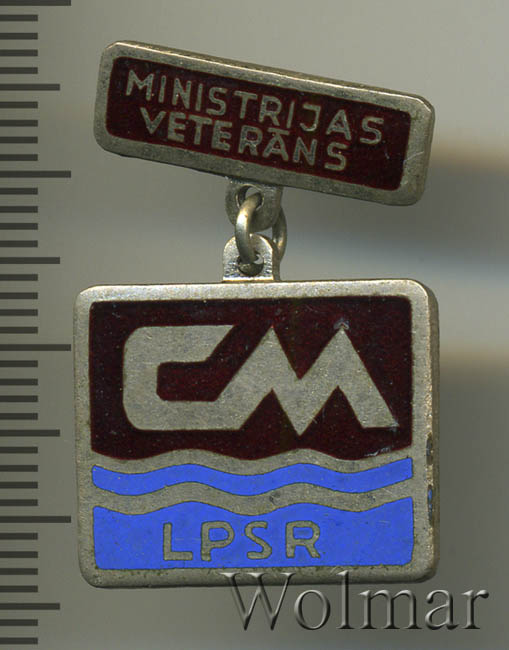 MINISTRIJAS
VETERĀNS
CM
LPSR
Wolmar